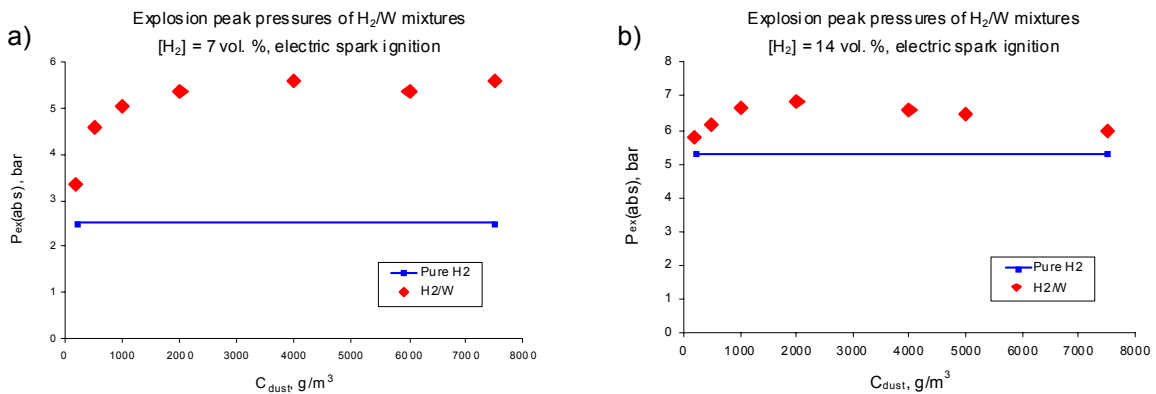 a)
Explosion peak pressures of H2/W mixtures
[H2] = 7 vol. %, electric spark ignition
6
5
4
3
2
1
0
Pex(abs), bar
Pure H2
H2/W
0 1000 2000 3000 4000 5000 6000 7000 8000
Cdust, g/m³
b)
Explosion peak pressures of H2/W mixtures
[H2] = 14 vol. %, electric spark ignition
8
7
6
5
4
3
2
1
0
Pex(abs), bar
Pure H2
H2/W
0 1000 2000 3000 4000 5000 6000 7000 8000
Cdust, g/m³